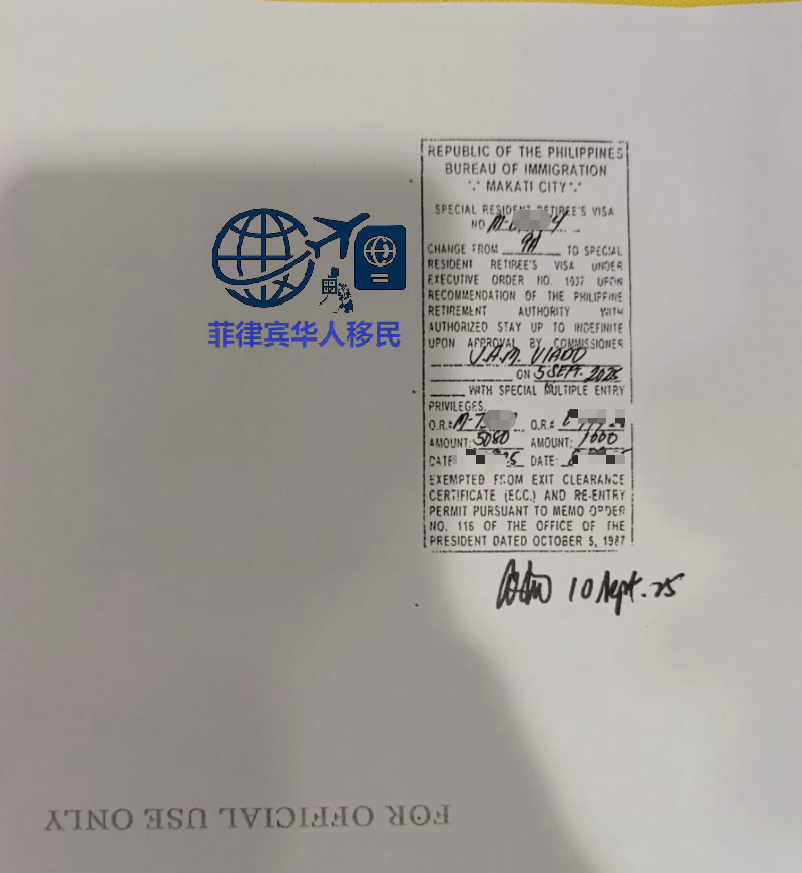 菲律宾华人移民
REPUBLIC OF THE PHILIPPINES
BUREAU OF IMMIGRATION
MAKATI CITY
SPECIAL RESIDENT RETIREE'S VISA
NO. M-
CHANGE FROM 9A TO SPECIAL
RESIDENT RETIREE'S VISA UNDER
EXECUTIVE ORDER NO. 1037 UPON
RECOMMENDATION OF THE PHILIPPINE
RETIREMENT AUTHORITY WITH
AUTHORIZED STAY UP TO INDEFINITE
UPON APPROVAL BY COMMISSIONER
J.A.M. VIADO
ON 5 SEPT. 2025
WITH SPECIAL MULTIPLE ENTRY
PRIVILEGES.
O.R.# M-7 O.R.#
AMOUNT: 5080 AMOUNT: 1000
DATE DATE:
EXEMPTED FROM EXIT CLEARANCE
CERTIFICATE (ECC.) AND RE-ENTRY
PERMIT PURSUANT TO MEMO ORDER
NO. 116 OF THE OFFICE OF THE
PRESIDENT DATED OCTOBER 5, 1987
10 Sept. 25
FOR OFFICIAL USE ONLY